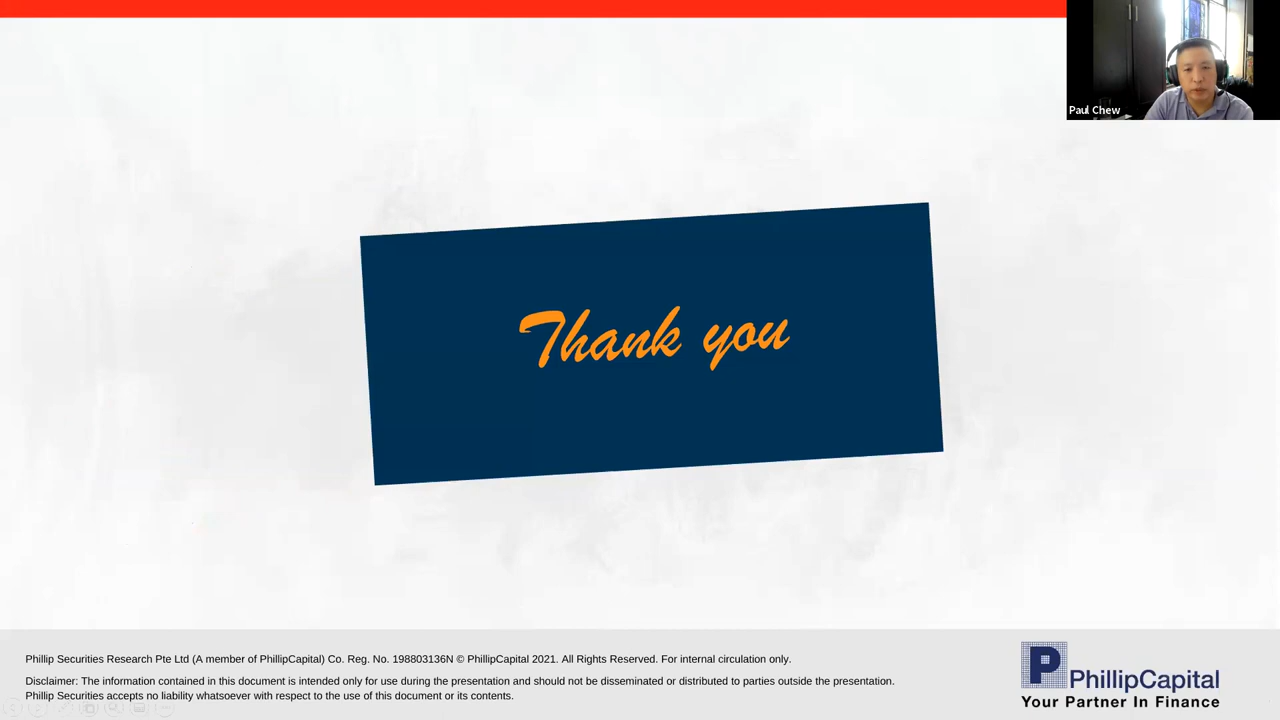 Paul Chew
Thank you
Phillip Securities Research Pte Ltd (A member of PhillipCapital) Co. Reg. No. 198803136N © PhillipCapital 2021. All Rights Reserved. For internal circulation only.
Disclaimer: The information contained in this document is intended only for use during the presentation and should not be disseminated or distributed to parties outside the presentation.
Phillip Securities accepts no liability whatsoever with respect to the use of this document or its contents.
P PhillipCapital
Your Partner In Finance